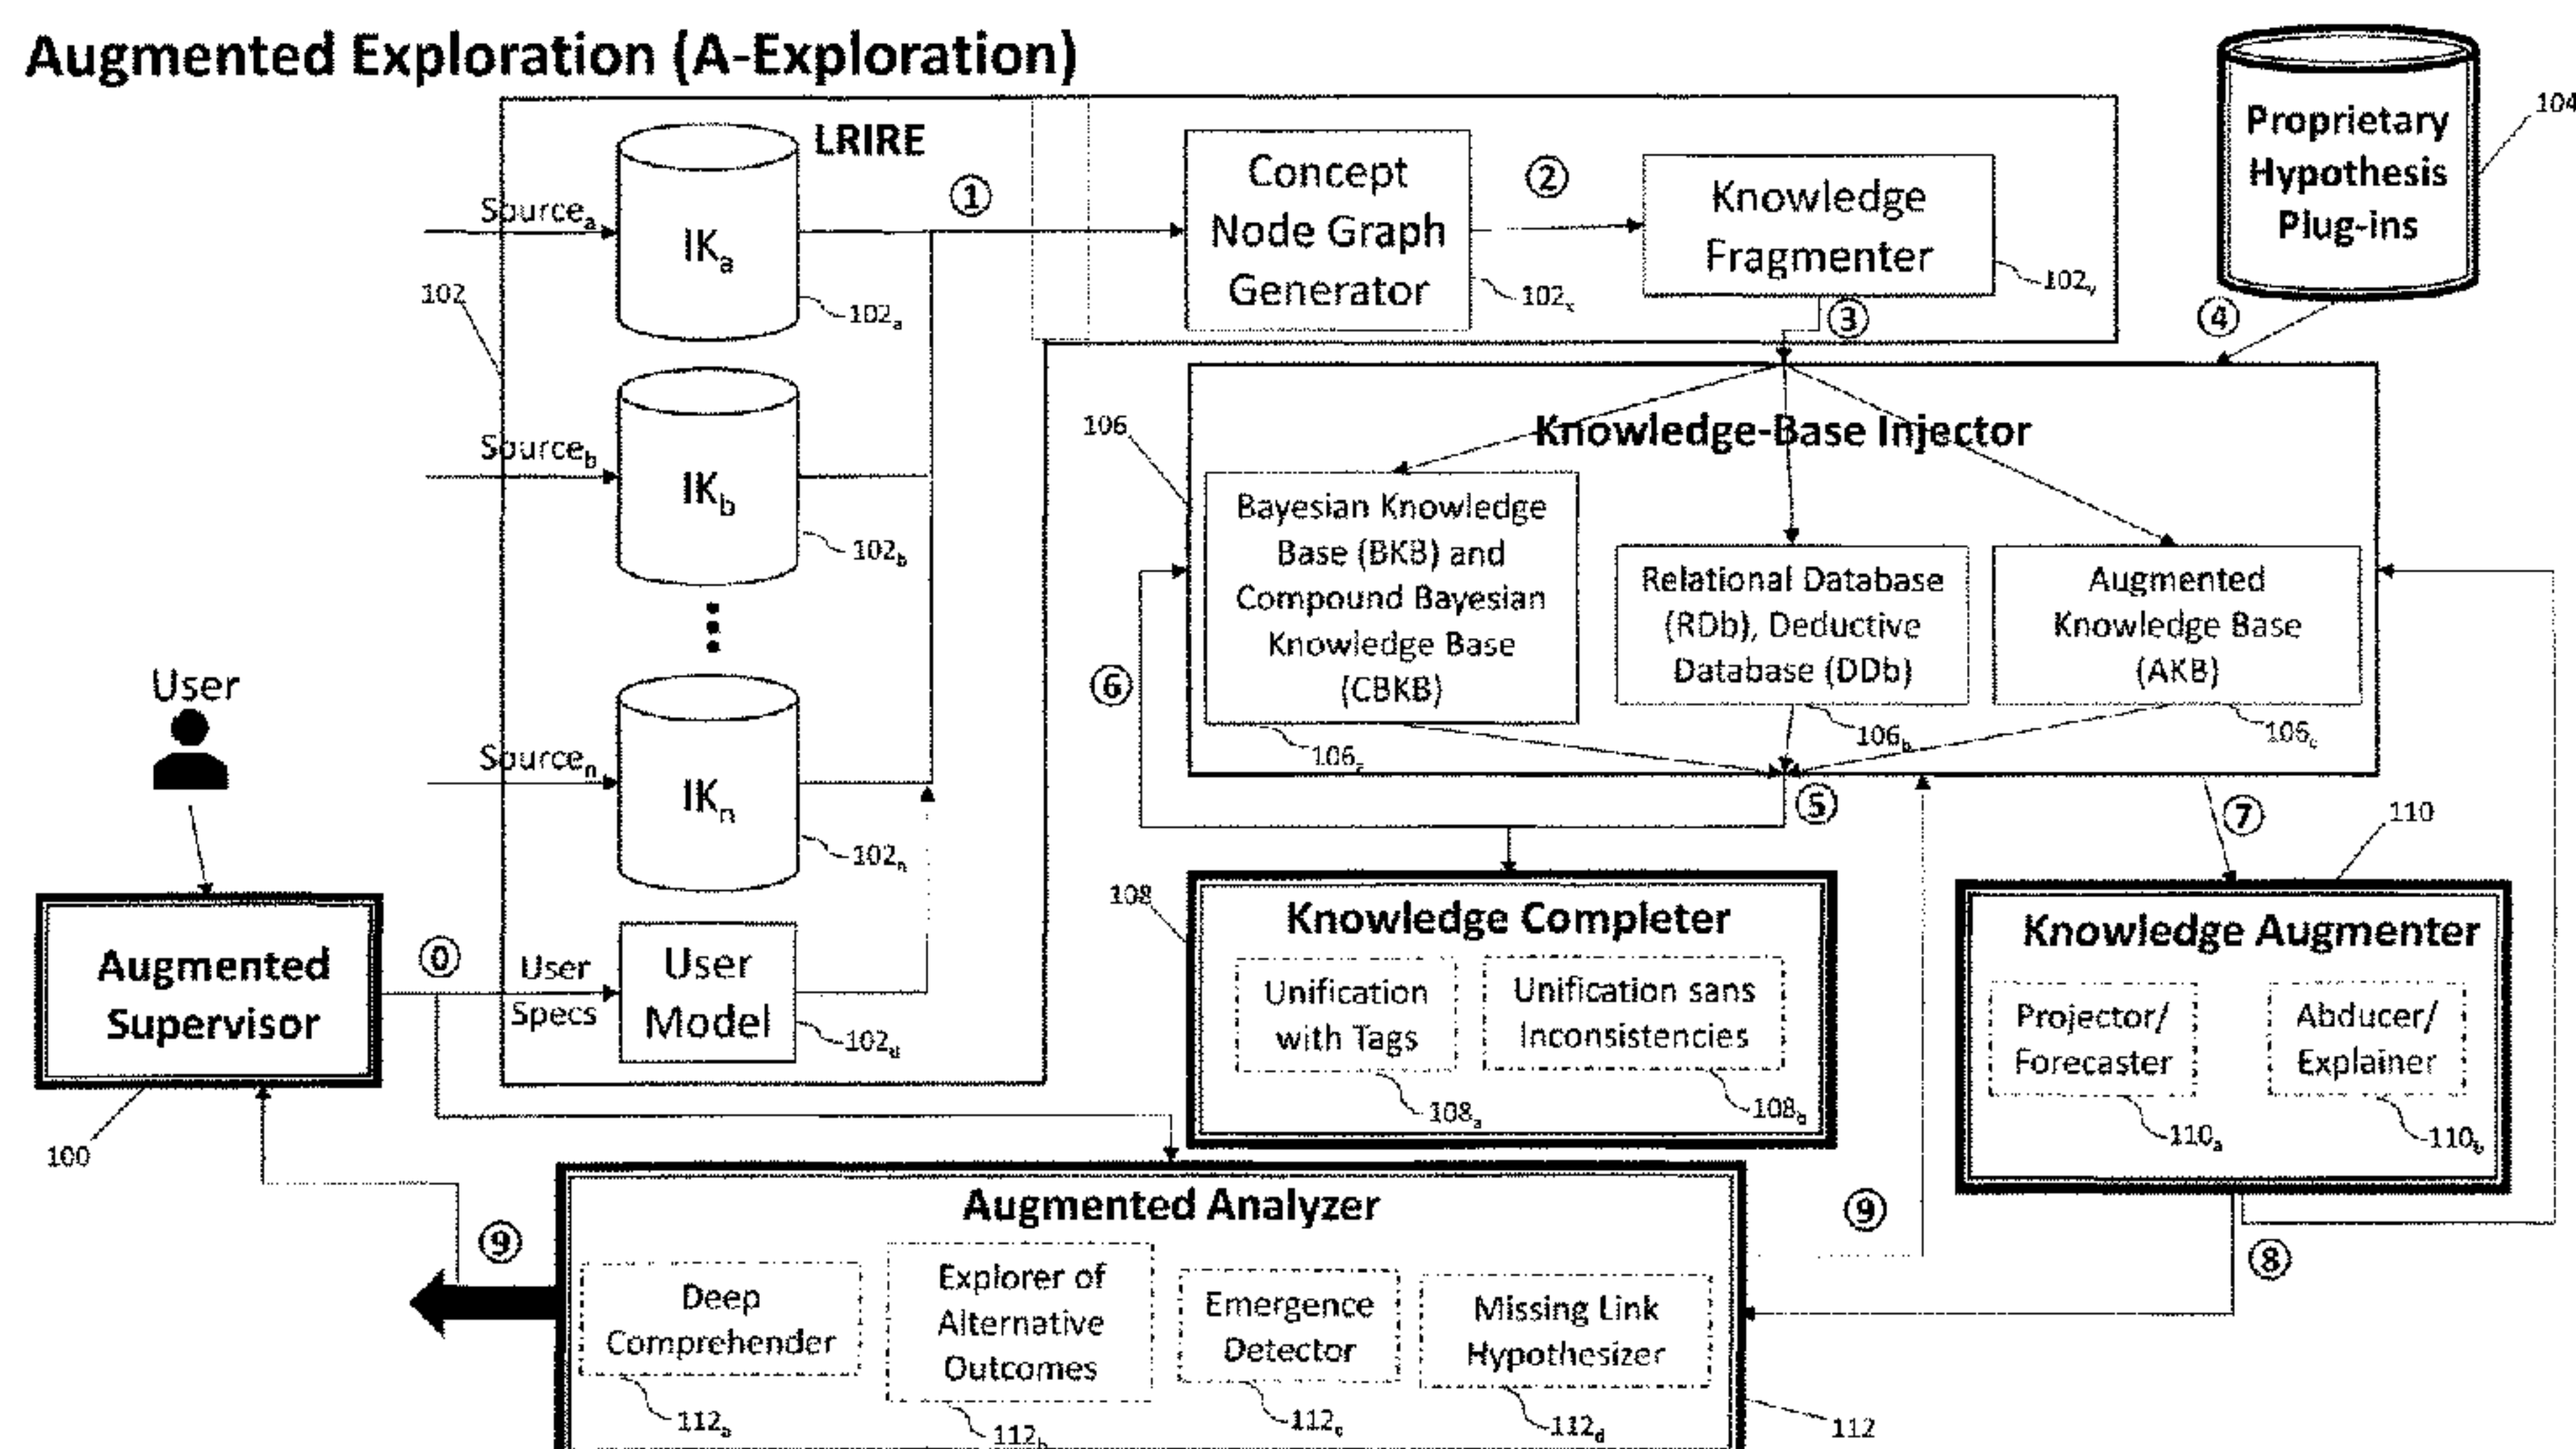 Augmented Exploration (A-Exploration)
LRIRE
Source_a
IK_a
102_a
102
Source_b
IK_b
102_b
Source_n
IK_n
102_n
User
Specs
User
Model
102_u
①
Concept
Node Graph
Generator
102_x
②
Knowledge
Fragmenter
102_y
③
Proprietary
Hypothesis
Plug-ins
104
④
Knowledge-Base Injector
106
Bayesian Knowledge
Base (BKB) and
Compound Bayesian
Knowledge Base
(CBKB)
Relational Database
(RDb), Deductive
Database (DDb)
106_b
Augmented
Knowledge Base
(AKB)
106_c
⑤
⑥
⑦
User
Augmented
Supervisor
100
⓪
108
Knowledge Completer
Unification
with Tags
108_a
Unification sans
Inconsistencies
110
Knowledge Augmenter
Projector/
Forecaster
110_a
Abducer/
Explainer
110_b
⑧
⑨
⑨
Augmented Analyzer
Deep
Comprehender
112_a
Explorer of
Alternative
Outcomes
112_b
Emergence
Detector
112_c
Missing Link
Hypothesizer
112_d
112